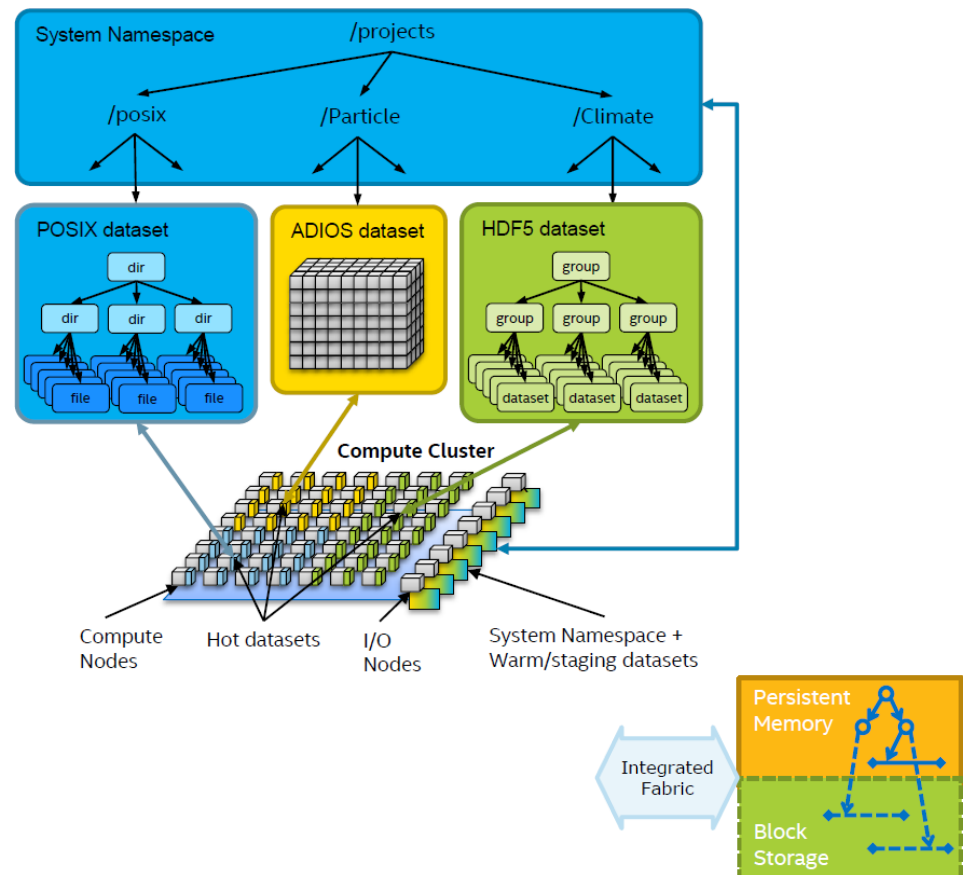 System Namespace
/projects
/posix
/Particle
/Climate
POSIX dataset
dir
dir
dir
dir
file
file
file
ADIOS dataset
HDF5 dataset
group
group
group
group
dataset
dataset
dataset
Compute Cluster
Compute
Nodes
Hot datasets
I/O
Nodes
System Namespace +
Warm/staging datasets
Integrated
Fabric
Persistent
Memory
Block
Storage